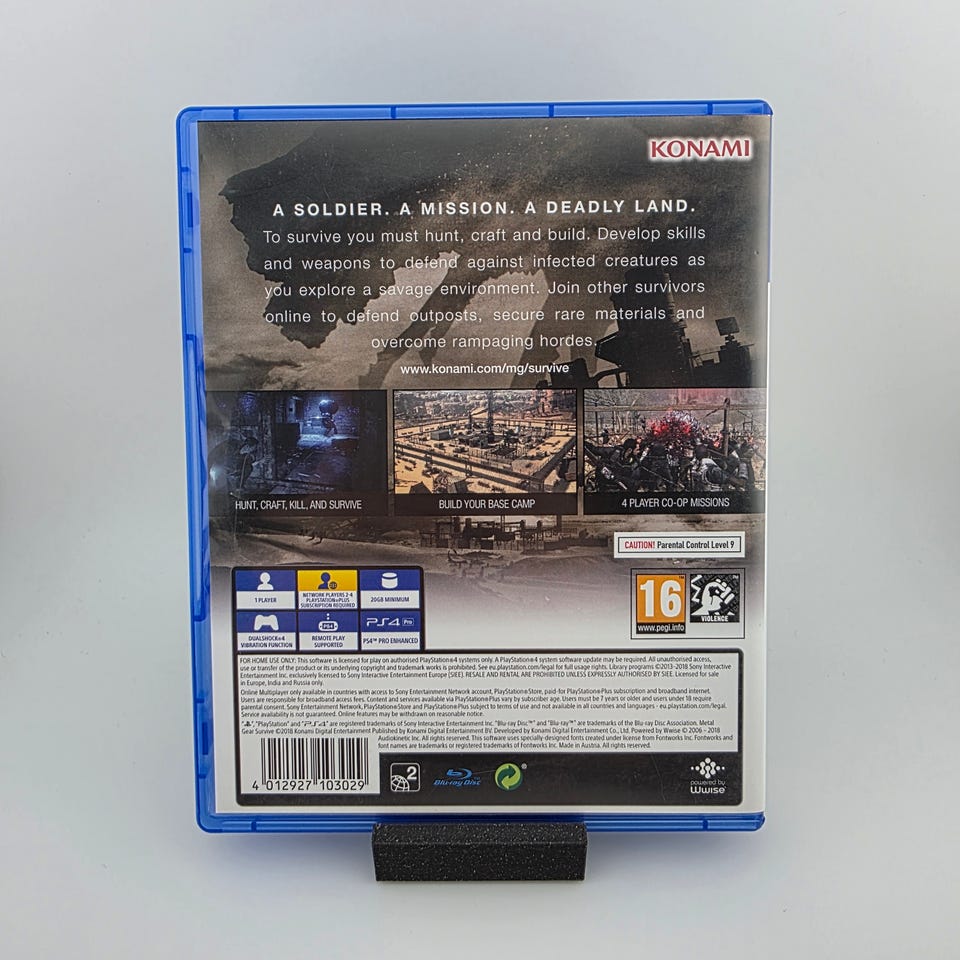 KONAMI
A SOLDIER. A MISSION. A DEADLY LAND.
To survive you must hunt, craft and build. Develop skills
and weapons to defend against infected creatures as
you explore a savage environment. Join other survivors
online to defend outposts, secure rare materials and
overcome rampaging hordes.
www.konami.com/mg/survive
HUNT, CRAFT, KILL, AND SURVIVE
BUILD YOUR BASE CAMP
4 PLAYER CO-OP MISSIONS
CAUTION! Parental Control Level 9
1 PLAYER
NETWORK PLAYERS 2-4
PLAYSTATION®PLUS
SUBSCRIPTION REQUIRED
20GB MINIMUM
DUALSHOCK®4
VIBRATION FUNCTION
REMOTE PLAY
SUPPORTED
PS4 Pro
PS4™ PRO ENHANCED
16
www.pegi.info
VIOLENCE
FOR HOME USE ONLY: This software is licensed for play on authorised PlayStation®4 systems only. A PlayStation®4 system software update may be required. All unauthorised access,
use or transfer of the product or its underlying copyright and trademark works is prohibited. See eu.playstation.com/legal for full usage rights. Library programs ©2013-2018 Sony Interactive
Entertainment Inc. exclusively licensed to Sony Interactive Entertainment Europe (SIEE). RESALE AND RENTAL ARE PROHIBITED UNLESS EXPRESSLY AUTHORISED BY SIEE. Licensed for sale
in Europe, India and Russia only.
Online Multiplayer only available in countries with access to Sony Entertainment Network account, PlayStation®Store, paid-for PlayStation®Plus subscription and broadband internet.
Users are responsible for broadband access fees. Content and services available via PlayStation®Plus vary by subscriber age. Users must be 7 years or older and users under 18 require
parental consent. Sony Entertainment Network, PlayStation®Store and PlayStation®Plus subject to terms of use and not available in all countries and languages - eu.playstation.com/legal.
Service availability is not guaranteed. Online features may be withdrawn on reasonable notice.
"PlayStation" and "PS4" are registered trademarks of Sony Interactive Entertainment Inc. "Blu-ray Disc™" and "Blu-ray™" are trademarks of the Blu-ray Disc Association. Metal
Gear Survive ©2018 Konami Digital Entertainment Published by Konami Digital Entertainment BV. Developed by Konami Digital Entertainment Co., Ltd. Powered by Wwise © 2006 - 2018
Audiokinetic Inc. All rights reserved. This software uses specially-designed fonts created under license from Fontworks Inc. Fontworks and
font names are trademarks or registered trademarks of Fontworks Inc. Made in Austria. All rights reserved.
4 012927 103029
2
Blu-ray Disc™
powered by
Wwise